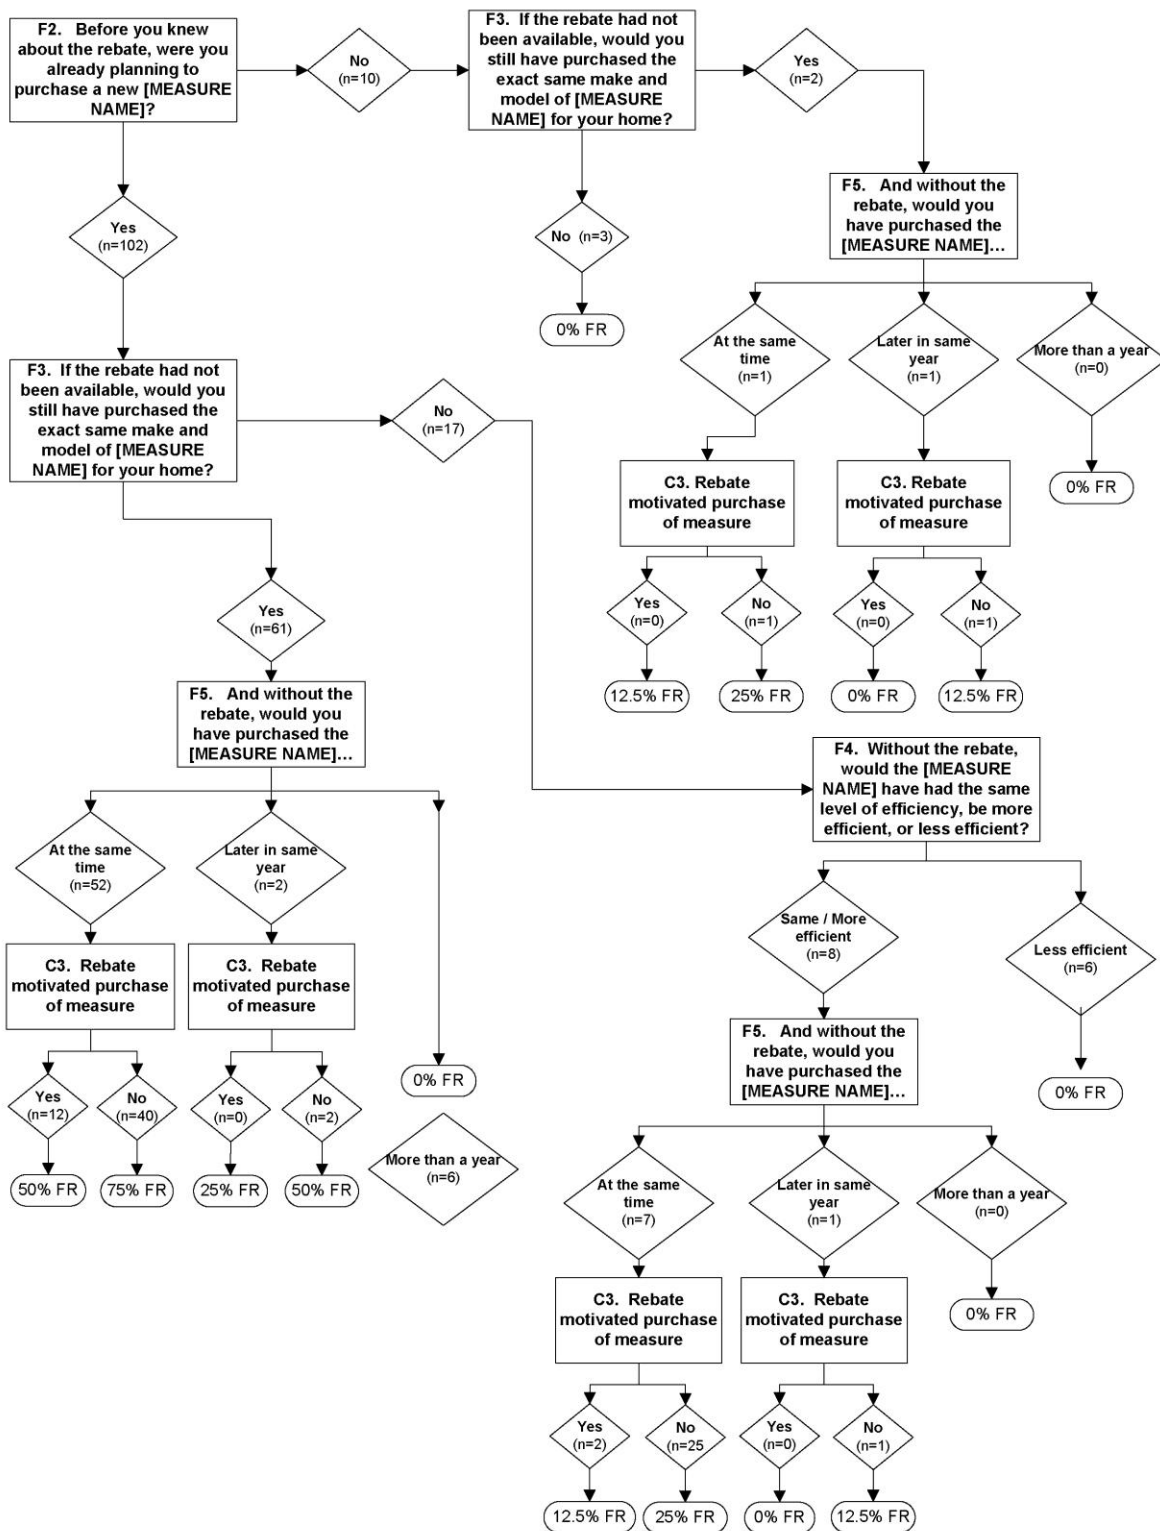 F2. Before you knew
about the rebate, were you
already planning to
purchase a new [MEASURE
NAME]?
No
(n=10)
F3. If the rebate had not
been available, would you
still have purchased the
exact same make and
model of [MEASURE
NAME] for your home?
Yes
(n=2)
Yes
(n=102)
No (n=3)
0% FR
F5. And without the
rebate, would you
have purchased the
[MEASURE NAME]…
At the same
time
(n=1)
Later in same
year
(n=1)
More than a year
(n=0)
0% FR
C3. Rebate
motivated purchase
of measure
C3. Rebate
motivated purchase
of measure
Yes
(n=0)
No
(n=1)
Yes
(n=0)
No
(n=1)
12.5% FR
25% FR
0% FR
12.5% FR
F3. If the rebate had not
been available, would you
still have purchased the
exact same make and
model of [MEASURE
NAME] for your home?
No
(n=17)
Yes
(n=61)
F5. And without the
rebate, would you
have purchased the
[MEASURE NAME]…
At the same
time
(n=52)
Later in same
year
(n=2)
C3. Rebate
motivated purchase
of measure
C3. Rebate
motivated purchase
of measure
Yes
(n=12)
No
(n=40)
Yes
(n=0)
No
(n=2)
0% FR
More than a year
(n=6)
50% FR
75% FR
25% FR
50% FR
F4. Without the rebate,
would the [MEASURE
NAME] have had the same
level of efficiency, be more
efficient, or less efficient?
Same / More
efficient
(n=8)
Less efficient
(n=6)
0% FR
F5. And without the
rebate, would you
have purchased the
[MEASURE NAME]…
At the same
time
(n=7)
Later in same
year
(n=1)
More than a year
(n=0)
0% FR
C3. Rebate
motivated purchase
of measure
C3. Rebate
motivated purchase
of measure
Yes
(n=2)
No
(n=25
Yes
(n=0)
No
(n=1)
12.5% FR
25% FR
0% FR
12.5% FR